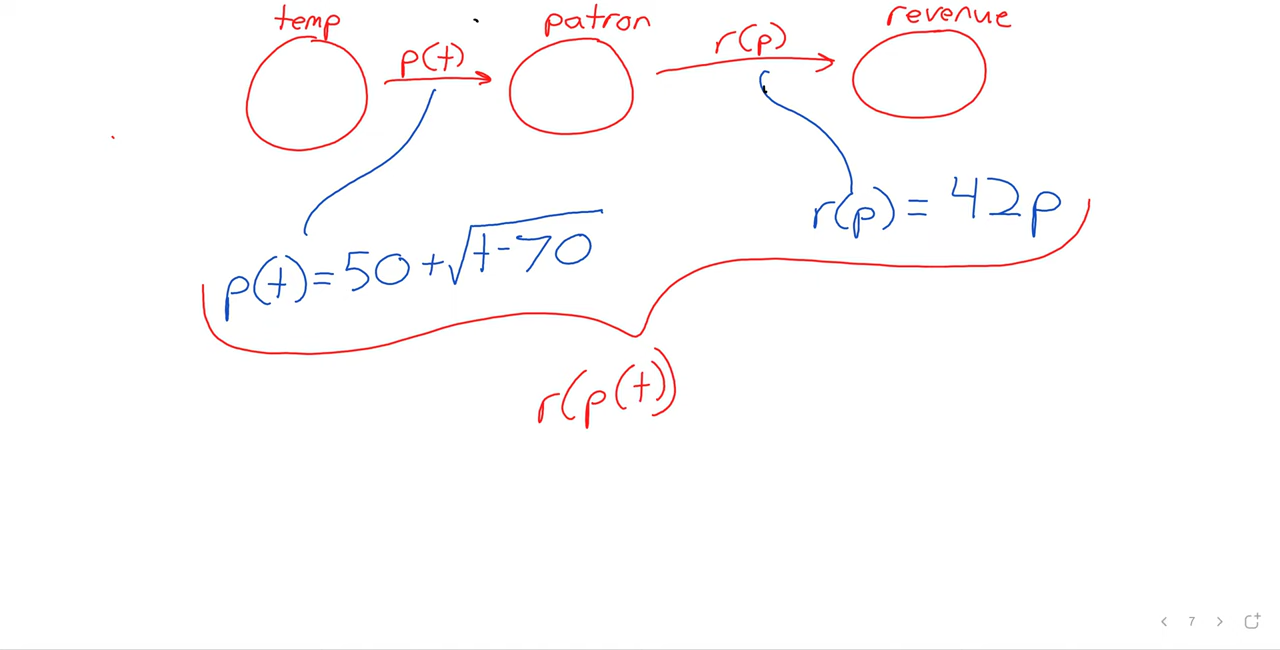 temp patron revenue
p(t) r(p)
r(p) = 42p
p(t) = 50 + √t-70
r(p(t))
7